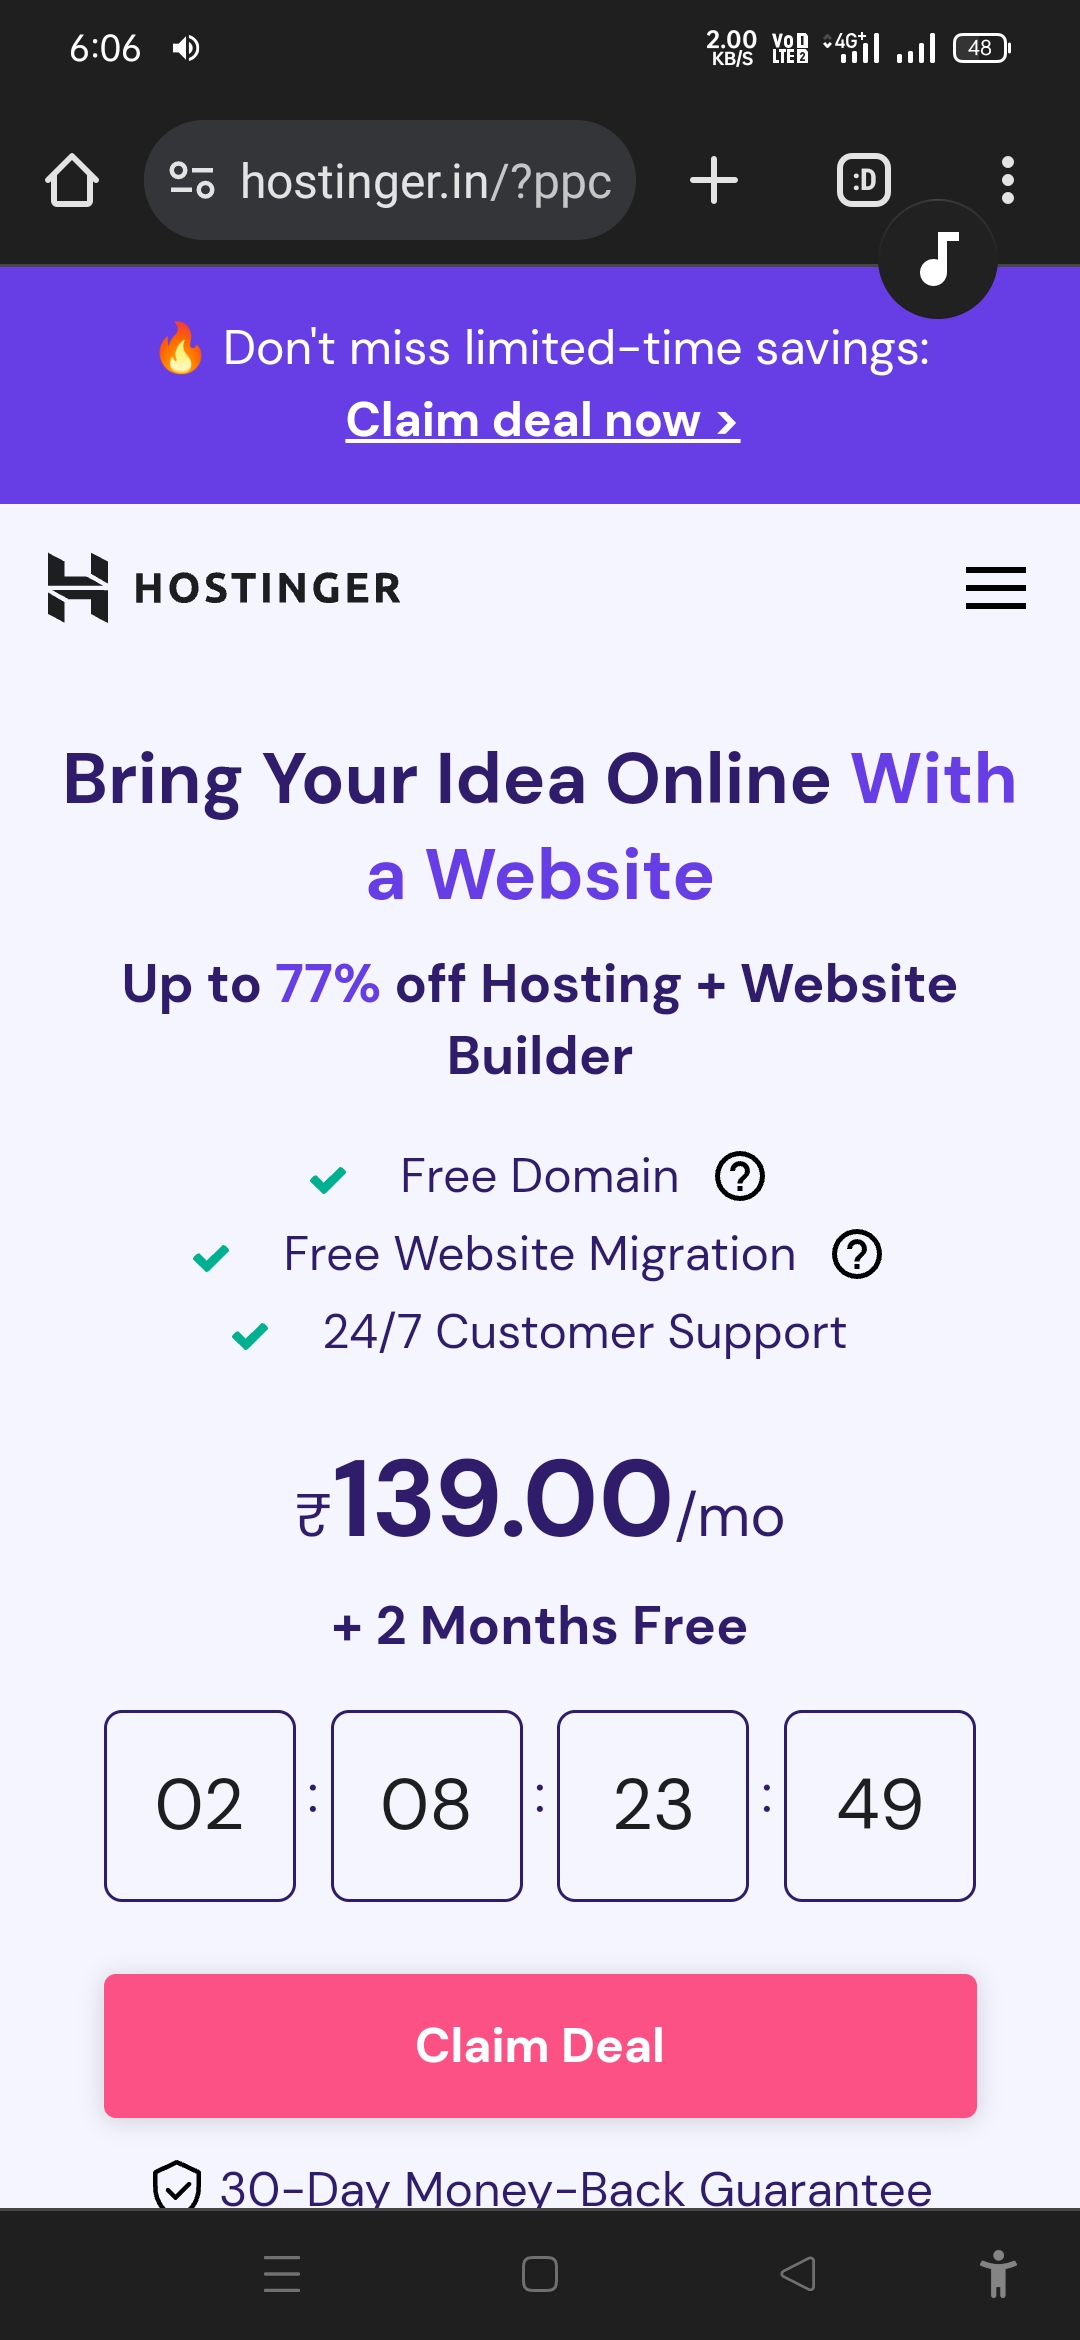 6:06
2.00 KB/S VoLTE 1 2 4G+ 48
hostinger.in/?ppc
:D
🔥 Don't miss limited-time savings:
Claim deal now >
HOSTINGER
Bring Your Idea Online With
a Website
Up to 77% off Hosting + Website
Builder
Free Domain ?
Free Website Migration ?
24/7 Customer Support
₹139.00/mo
+ 2 Months Free
02 : 08 : 23 : 49
Claim Deal
30-Day Money-Back Guarantee